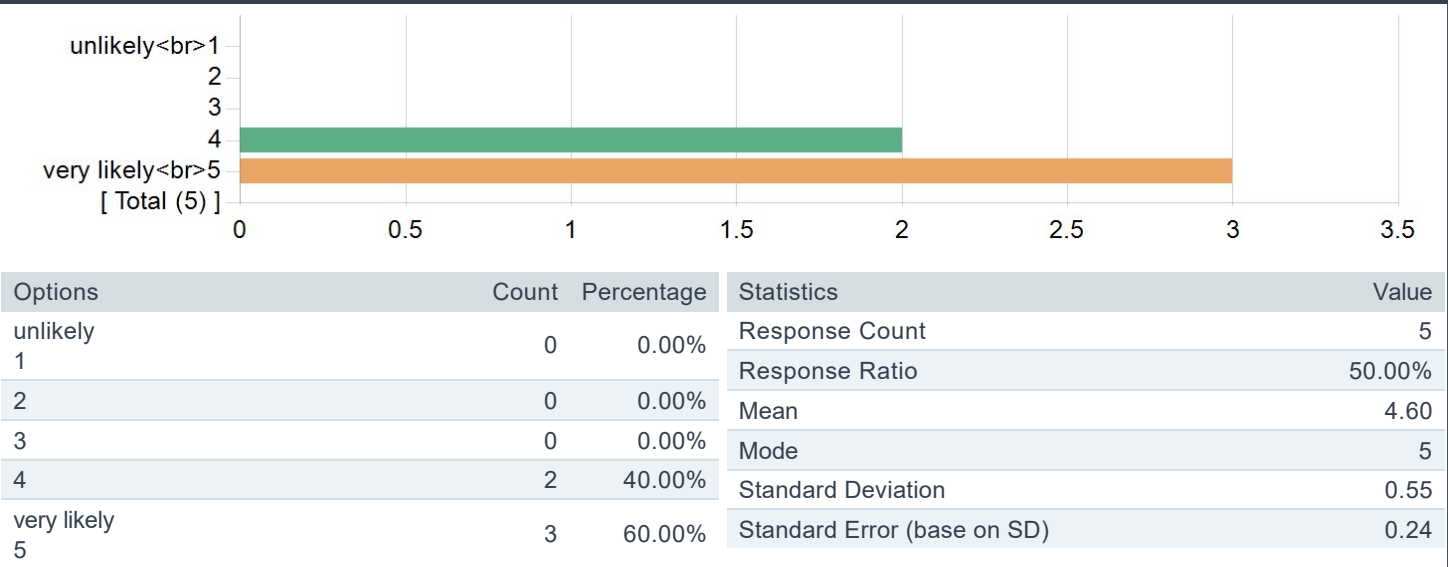 unlikely<br>1
2
3
4
very likely<br>5
[ Total (5) ]
0 0.5 1 1.5 2 2.5 3 3.5
Options Count Percentage
unlikely
1 0 0.00%
2 0 0.00%
3 0 0.00%
4 2 40.00%
very likely
5 3 60.00%
Statistics Value
Response Count 5
Response Ratio 50.00%
Mean 4.60
Mode 5
Standard Deviation 0.55
Standard Error (base on SD) 0.24